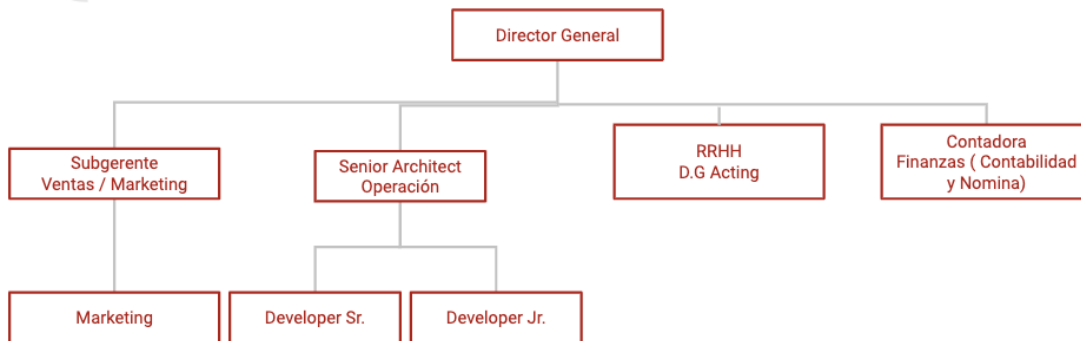 Director General
Subgerente
Ventas / Marketing
Senior Architect
Operación
RRHH
D.G Acting
Contadora
Finanzas ( Contabilidad
y Nomina)
Marketing
Developer Sr.
Developer Jr.